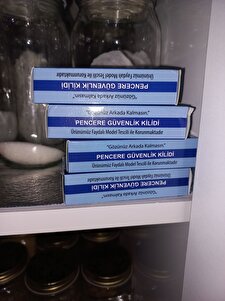 "Gözünüz Arkada Kalmasın."
PENCERE GÜVENLİK KİLİDİ
Ürünümüz Faydalı Model Tescili ile Korunmaktadır
"Gözünüz Arkada Kalmasın."
PENCERE GÜVENLİK KİLİDİ
Ürünümüz Faydalı Model Tescili ile Korunmaktadır
"Gözünüz Arkada Kalmasın."
PENCERE GÜVENLİK KİLİDİ
Ürünümüz Faydalı Model Tescili ile Korunmaktadır
"Gözünüz Arkada Kalmasın."
PENCERE GÜVENLİK KİLİDİ
Ürünümüz Faydalı Model Tescili ile Korunmaktadır